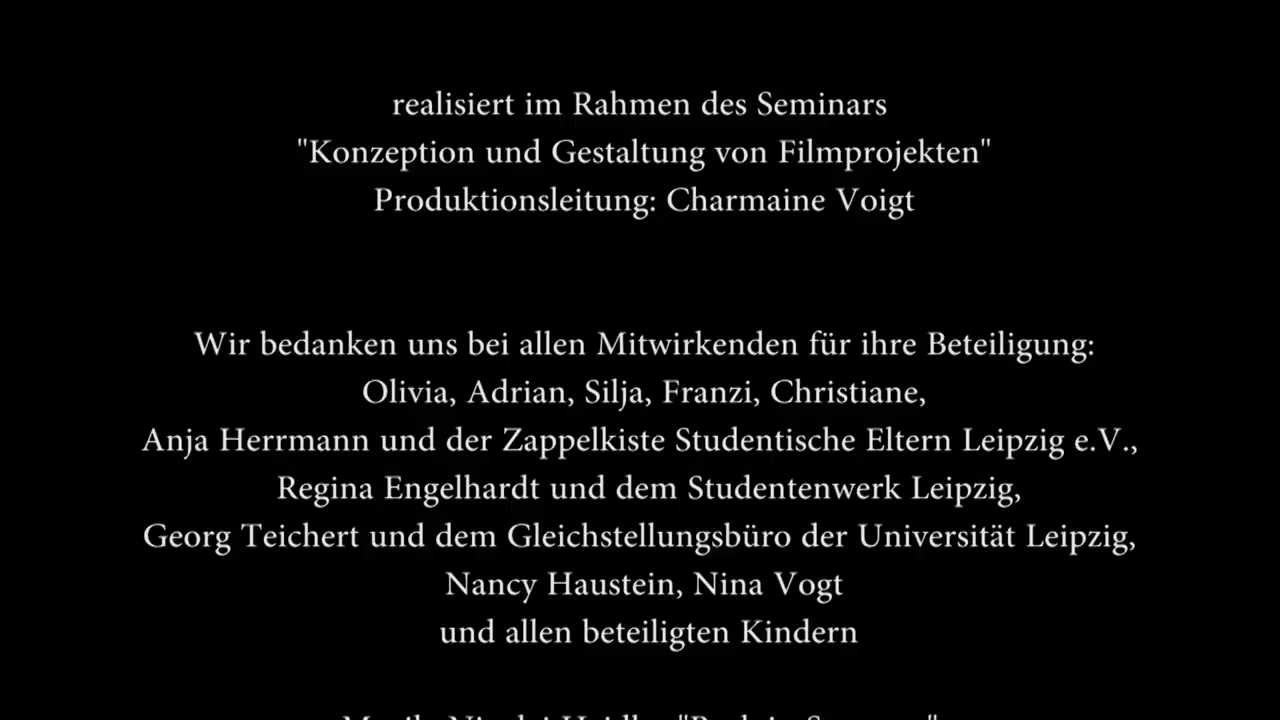 realisiert im Rahmen des Seminars
"Konzeption und Gestaltung von Filmprojekten"
Produktionsleitung: Charmaine Voigt
Wir bedanken uns bei allen Mitwirkenden für ihre Beteiligung:
Olivia, Adrian, Silja, Franzi, Christiane,
Anja Herrmann und der Zappelkiste Studentische Eltern Leipzig e.V.,
Regina Engelhardt und dem Studentenwerk Leipzig,
Georg Teichert und dem Gleichstellungsbüro der Universität Leipzig,
Nancy Haustein, Nina Vogt
und allen beteiligten Kindern